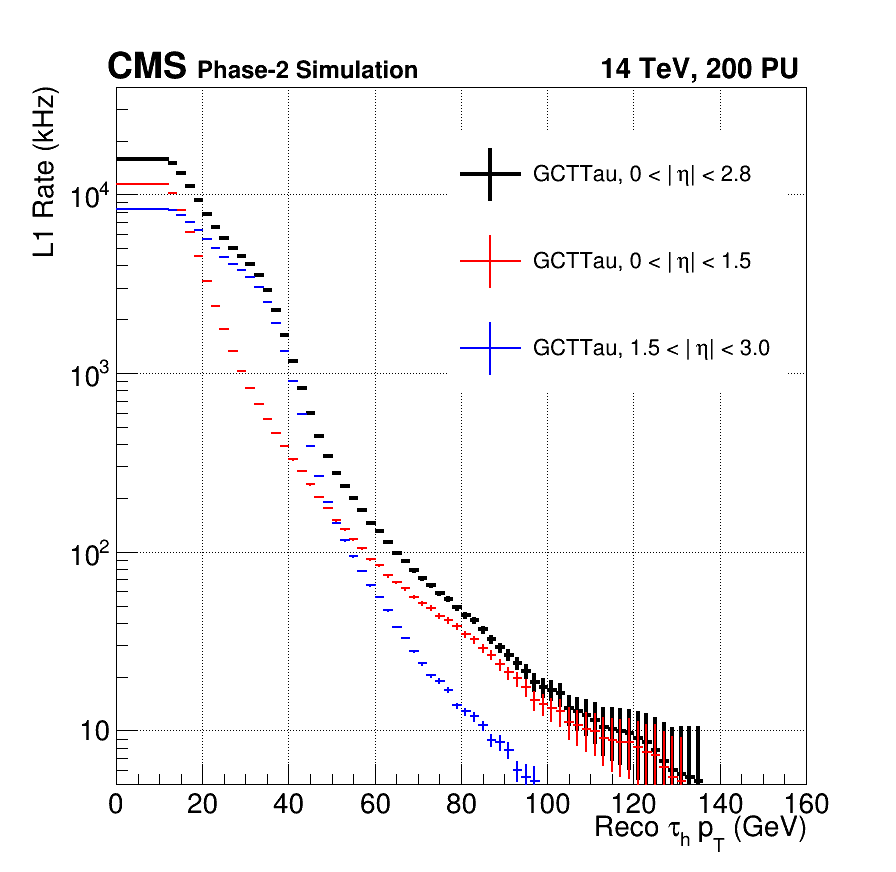 CMS Phase-2 Simulation 14 TeV, 200 PU
L1 Rate (kHz)
GCTTau, 0 < | η| < 2.8
GCTTau, 0 < | η| < 1.5
GCTTau, 1.5 < | η| < 3.0
10^4
10^3
10^2
10
0 20 40 60 80 100 120 140 160
Reco τ_h p_T (GeV)